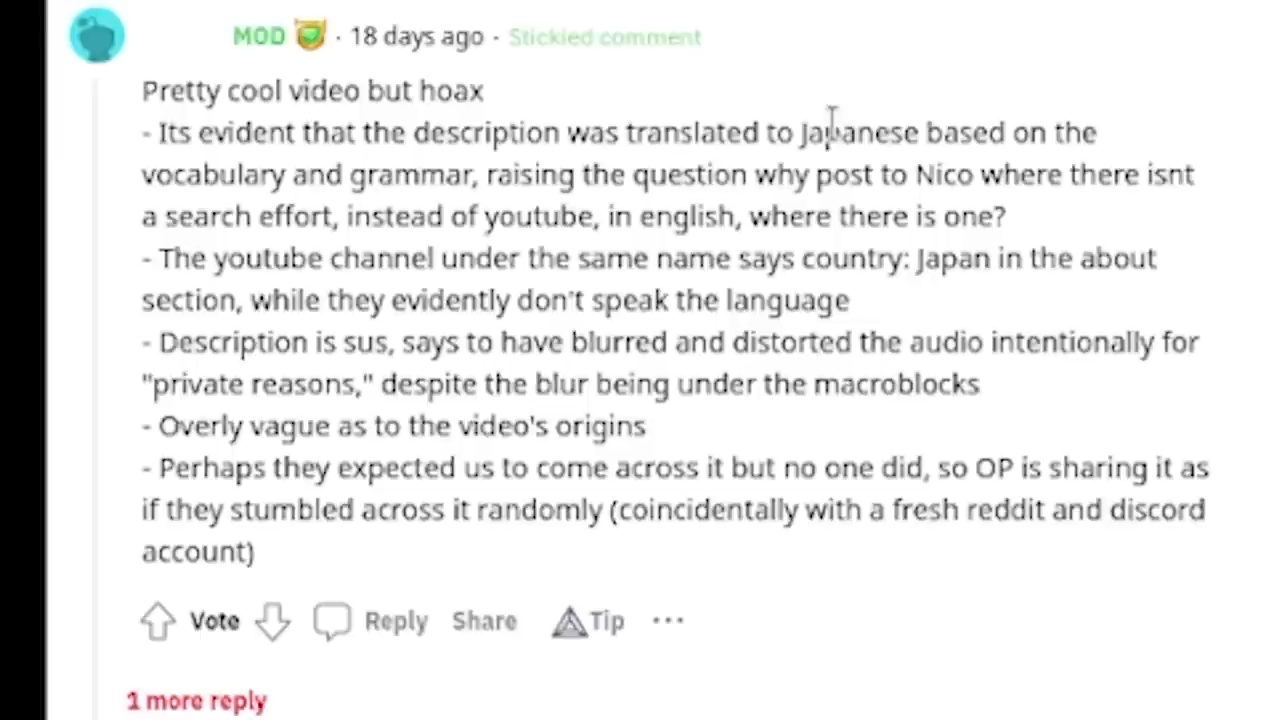 MOD · 18 days ago · Stickied comment
Pretty cool video but hoax
- Its evident that the description was translated to Japanese based on the
vocabulary and grammar, raising the question why post to Nico where there isnt
a search effort, instead of youtube, in english, where there is one?
- The youtube channel under the same name says country: Japan in the about
section, while they evidently don't speak the language
- Description is sus, says to have blurred and distorted the audio intentionally for
"private reasons," despite the blur being under the macroblocks
- Overly vague as to the video's origins
- Perhaps they expected us to come across it but no one did, so OP is sharing it as
if they stumbled across it randomly (coincidentally with a fresh reddit and discord
account)
Vote Reply Share Tip ...
1 more reply